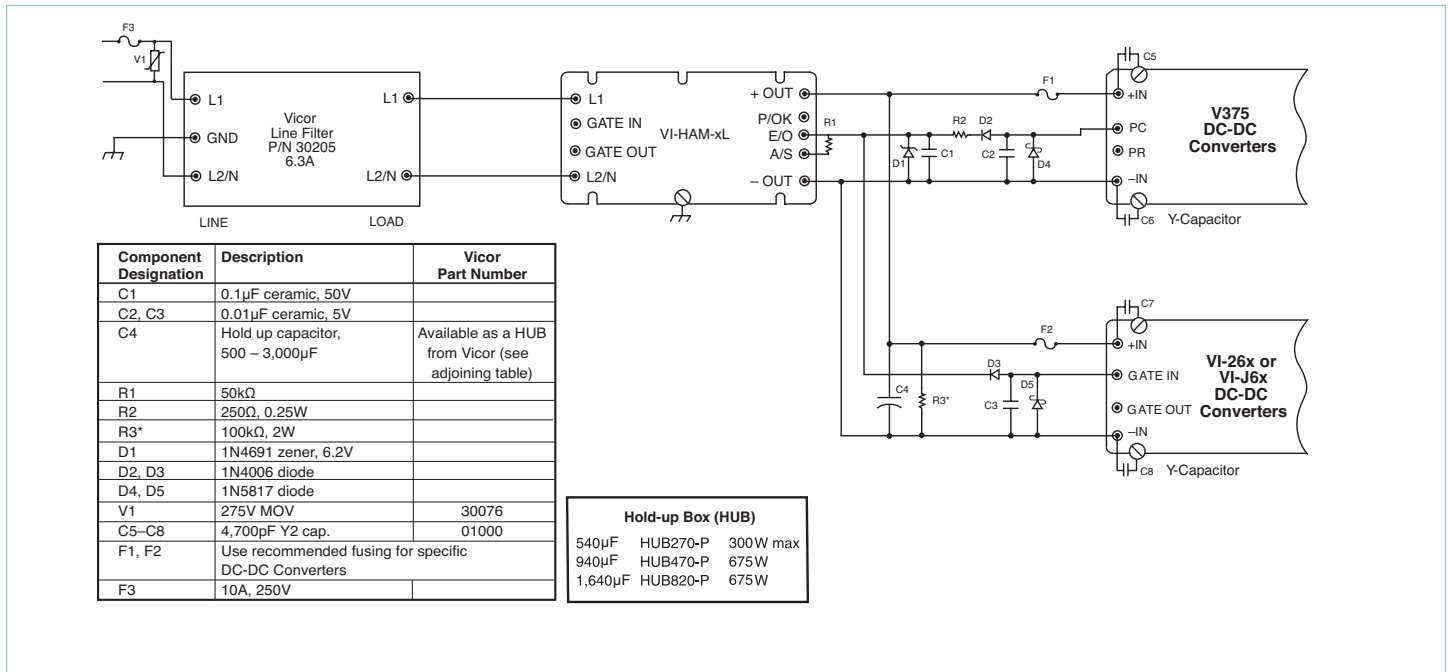 F3
V1
L1
GND
L2/N
Vicor
Line Filter
P/N 30205
6.3A
L1
L2/N
LINE
LOAD
L1
GATE IN
GATE OUT
L2/N
VI-HAM-xL
+ OUT
P/OK
E/O
A/S
– OUT
R1
D1
C1
R2
D2
C2
D4
F1
C5
+IN
PC
PR
–IN
V375
DC-DC
Converters
C6 Y-Capacitor
C4
R3*
D3
C3
D5
F2
C7
+IN
GATE IN
GATE OUT
–IN
VI-26x or
VI-J6x
DC-DC
Converters
C8 Y-Capacitor
Component Designation Description Vicor Part Number
C1 0.1µF ceramic, 50V
C2, C3 0.01µF ceramic, 5V
C4 Hold up capacitor, Available as a HUB
500 – 3,000µF from Vicor (see
adjoining table)
R1 50kΩ
R2 250Ω, 0.25W
R3* 100kΩ, 2W
D1 1N4691 zener, 6.2V
D2, D3 1N4006 diode
D4, D5 1N5817 diode
V1 275V MOV 30076
C5–C8 4,700pF Y2 cap. 01000
F1, F2 Use recommended fusing for specific
DC-DC Converters
F3 10A, 250V
Hold-up Box (HUB)
540µF HUB270-P 300W max
940µF HUB470-P 675W
1,640µF HUB820-P 675W